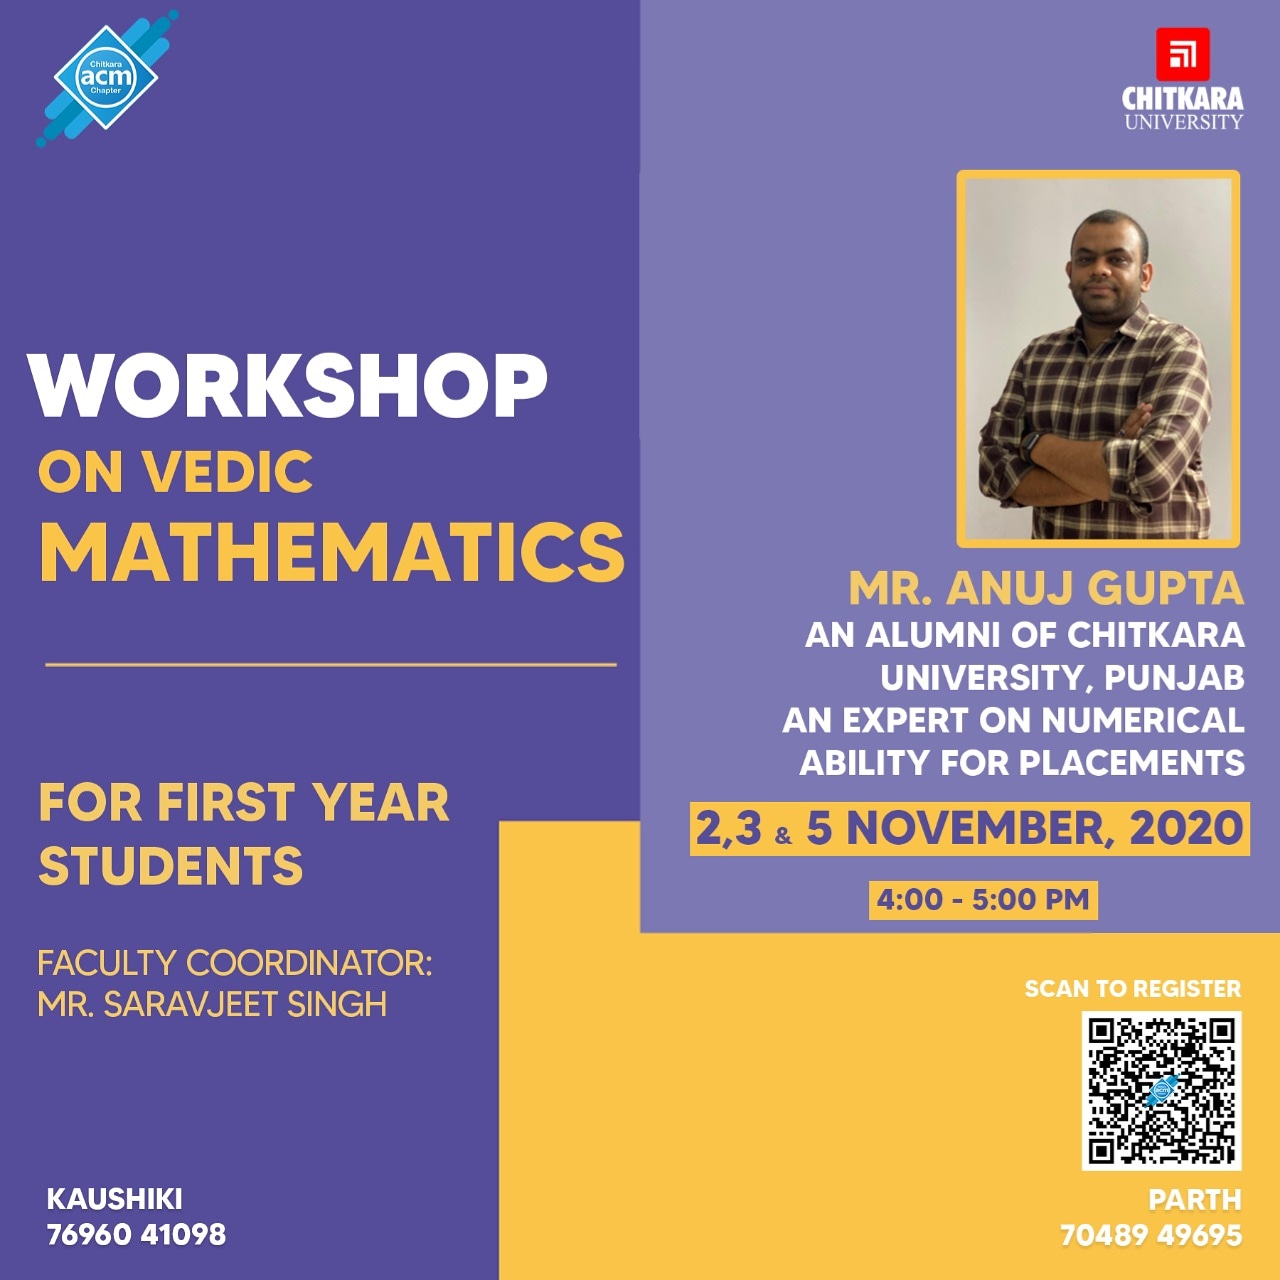 Chitkara
acm
Chapter
CHITKARA
UNIVERSITY
WORKSHOP
ON VEDIC
MATHEMATICS
FOR FIRST YEAR
STUDENTS
FACULTY COORDINATOR:
MR. SARAVJEET SINGH
KAUSHIKI
76960 41098
MR. ANUJ GUPTA
AN ALUMNI OF CHITKARA
UNIVERSITY, PUNJAB
AN EXPERT ON NUMERICAL
ABILITY FOR PLACEMENTS
2,3 & 5 NOVEMBER, 2020
4:00 - 5:00 PM
SCAN TO REGISTER
acm
PARTH
70489 49695